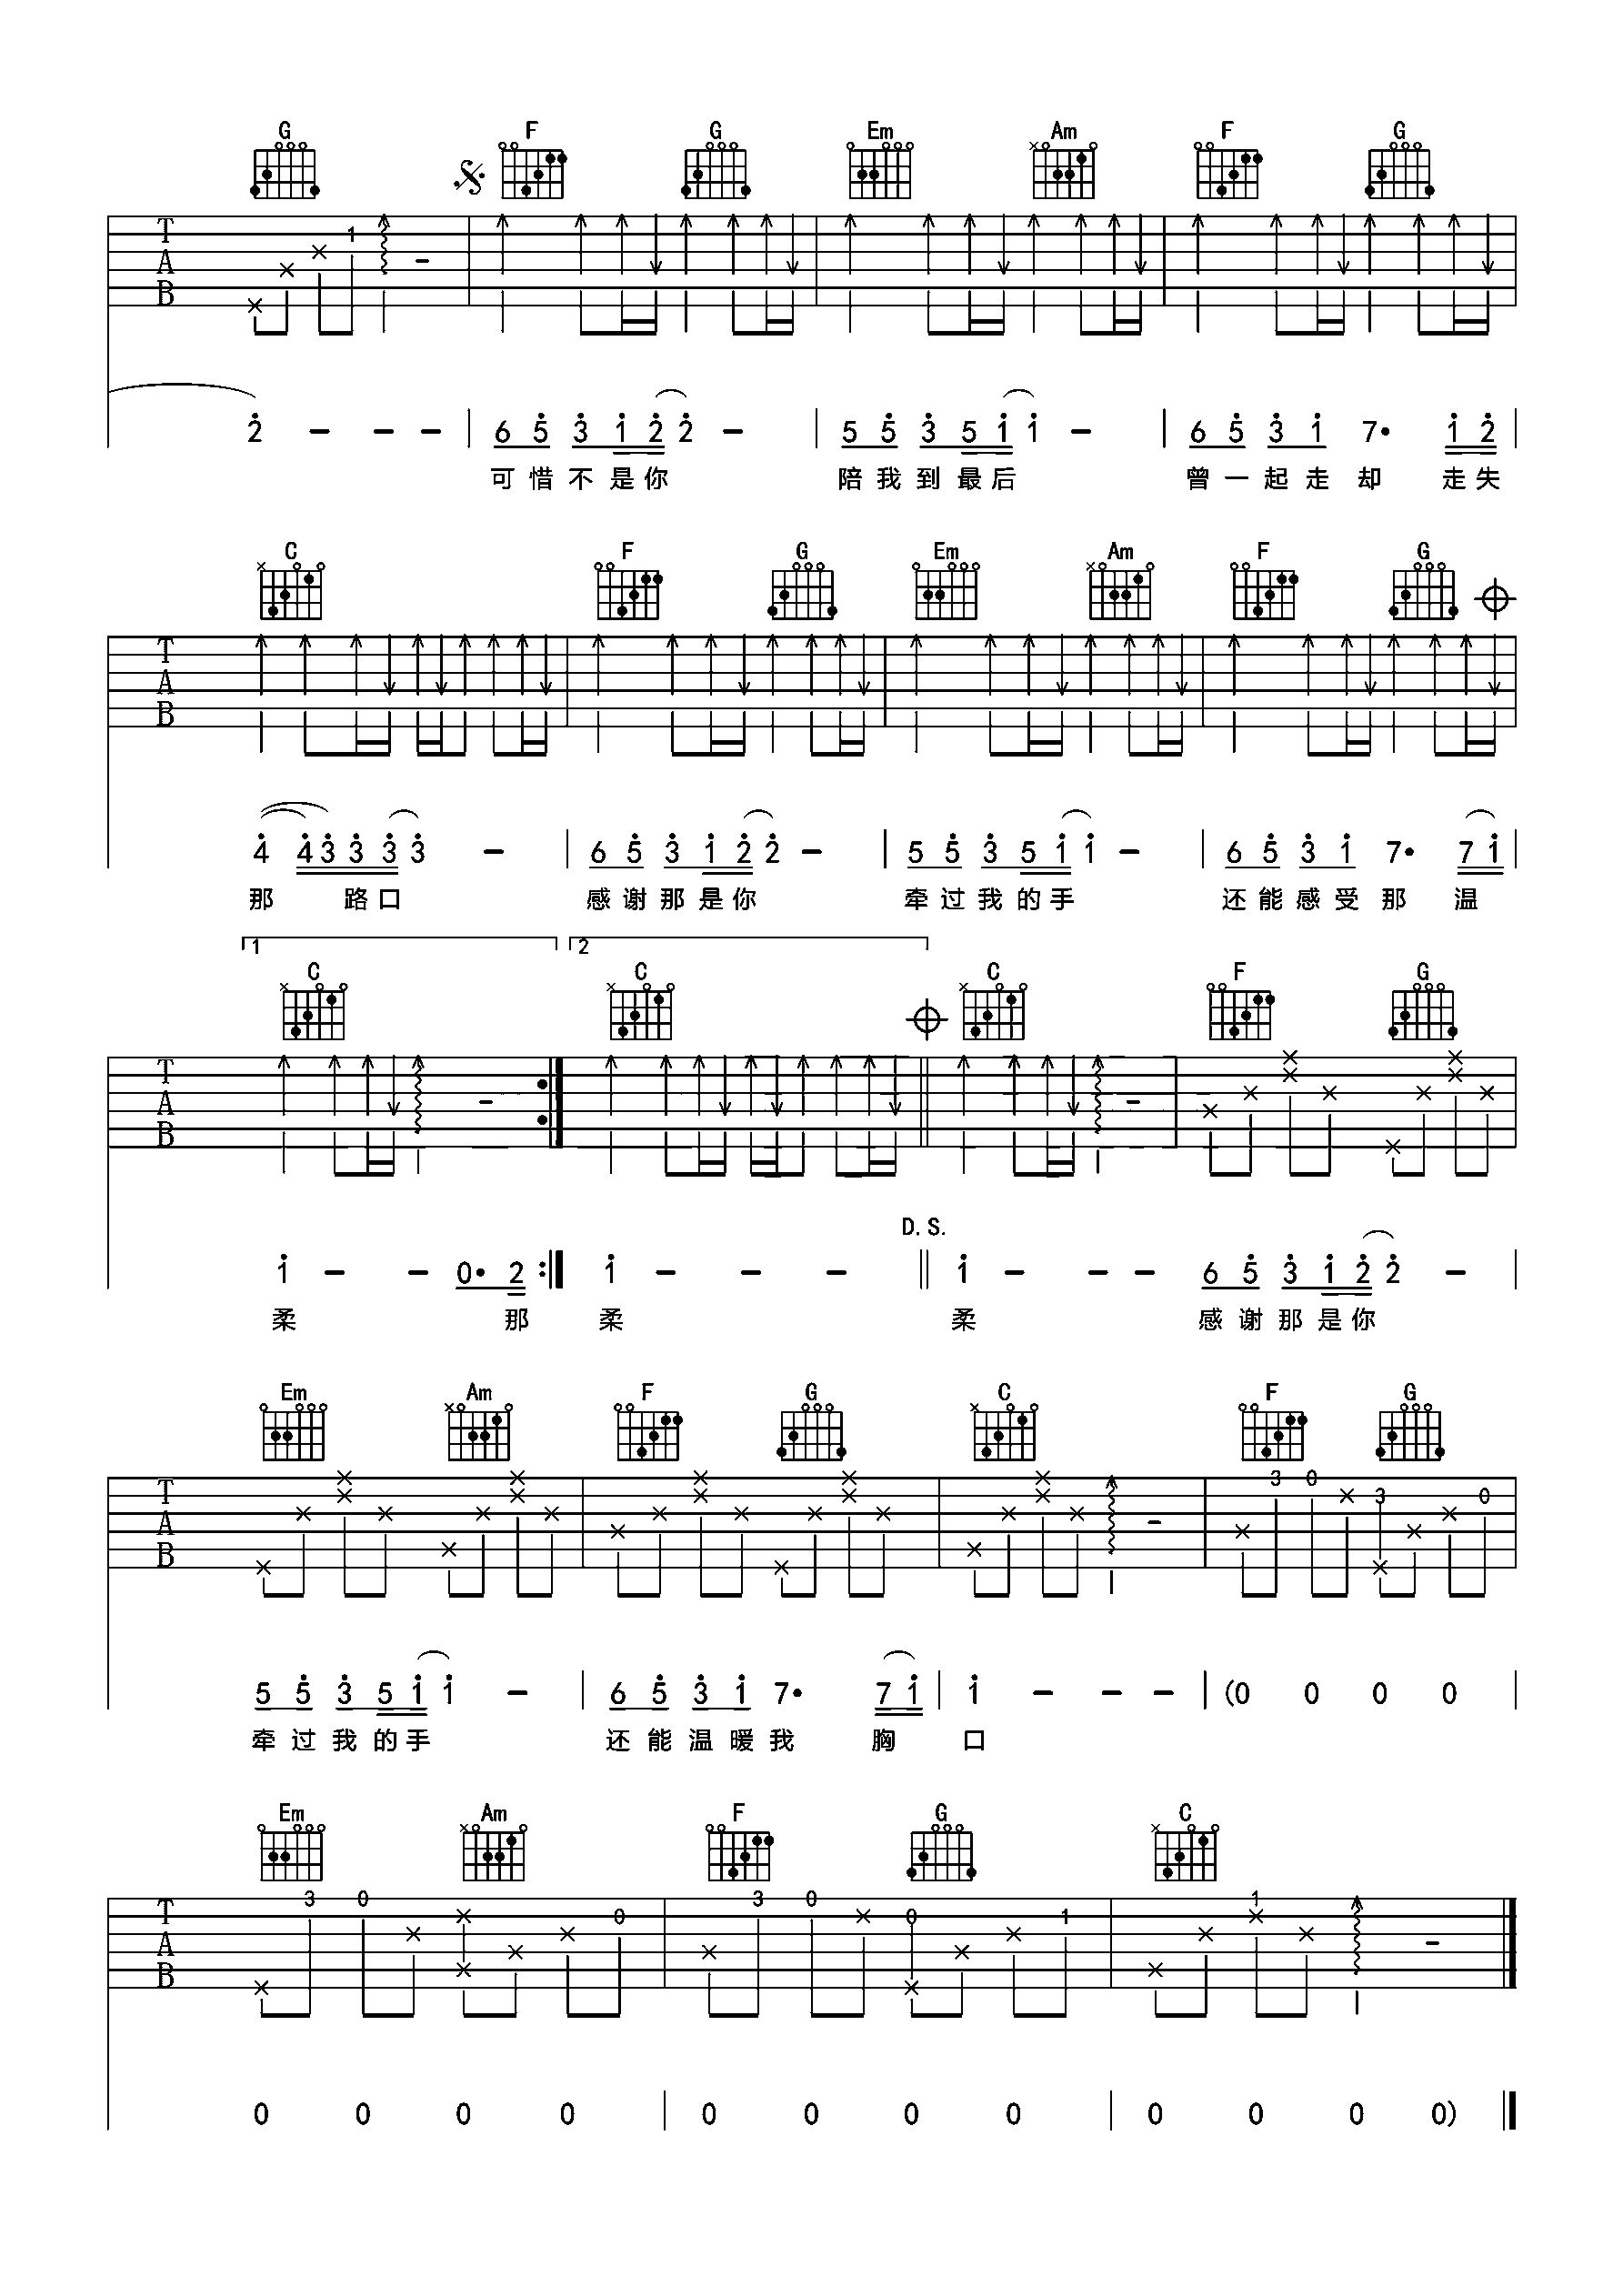 G F G Em Am F G
T 1
A
B
2 - - - 6 5 3 1 2 2 - 5 5 3 5 1 1 - 6 5 3 1 7· 1 2
可惜不是你 陪我到最后 曾一起走却 走失
C F G Em Am F G
T
A
B
4 4 3 3 3 3 - 6 5 3 1 2 2 - 5 5 3 5 1 1 - 6 5 3 1 7· 7 1
那 路口 感谢那是你 牵过我的手 还能感受那 温
1 2
C C C F G
T
A
B
D.S.
1 - - 0· 2 1 - - - 1 - - - 6 5 3 1 2 2 -
柔 那 柔 柔 感谢那是你
Em Am F G C F G
T 3 0 3 0
A
B
5 5 3 5 1 1 - 6 5 3 1 7· 7 1 1 - - - (0 0 0 0
牵过我的手 还能温暖我 胸 口
Em Am F G C
T 3 0 0 3 0 0 1 1
A
B
0 0 0 0 0 0 0 0 0 0 0 0)